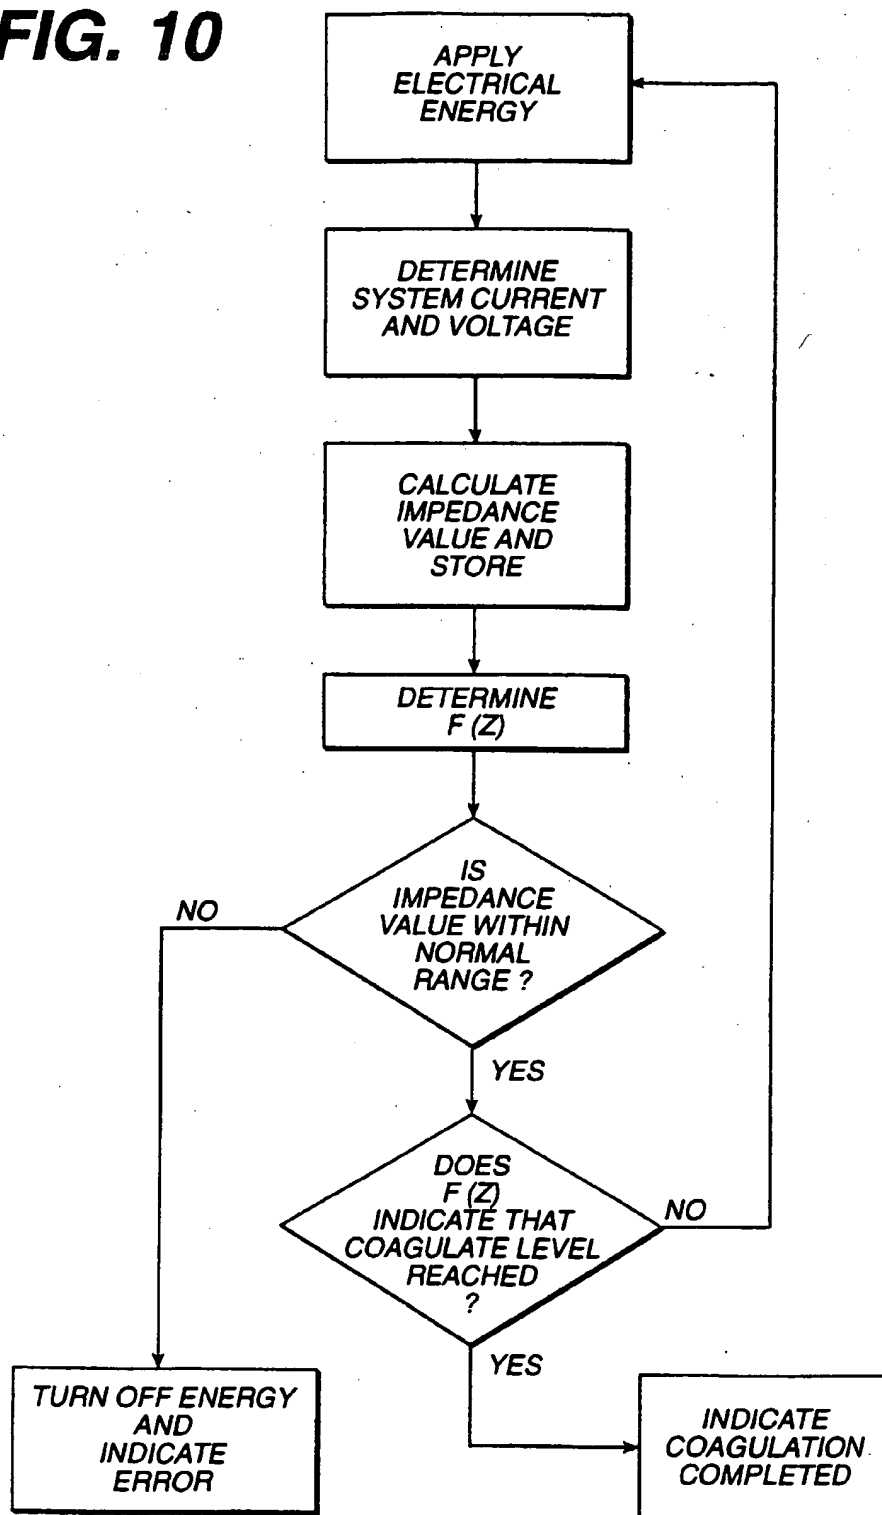 FIG. 10
APPLY
ELECTRICAL
ENERGY
DETERMINE
SYSTEM CURRENT
AND VOLTAGE
CALCULATE
IMPEDANCE
VALUE AND
STORE
DETERMINE
F (Z)
IS
IMPEDANCE
VALUE WITHIN
NORMAL
RANGE ?
NO
YES
DOES
F (Z)
INDICATE THAT
COAGULATE LEVEL
REACHED
?
NO
YES
TURN OFF ENERGY
AND
INDICATE
ERROR
INDICATE
COAGULATION
COMPLETED